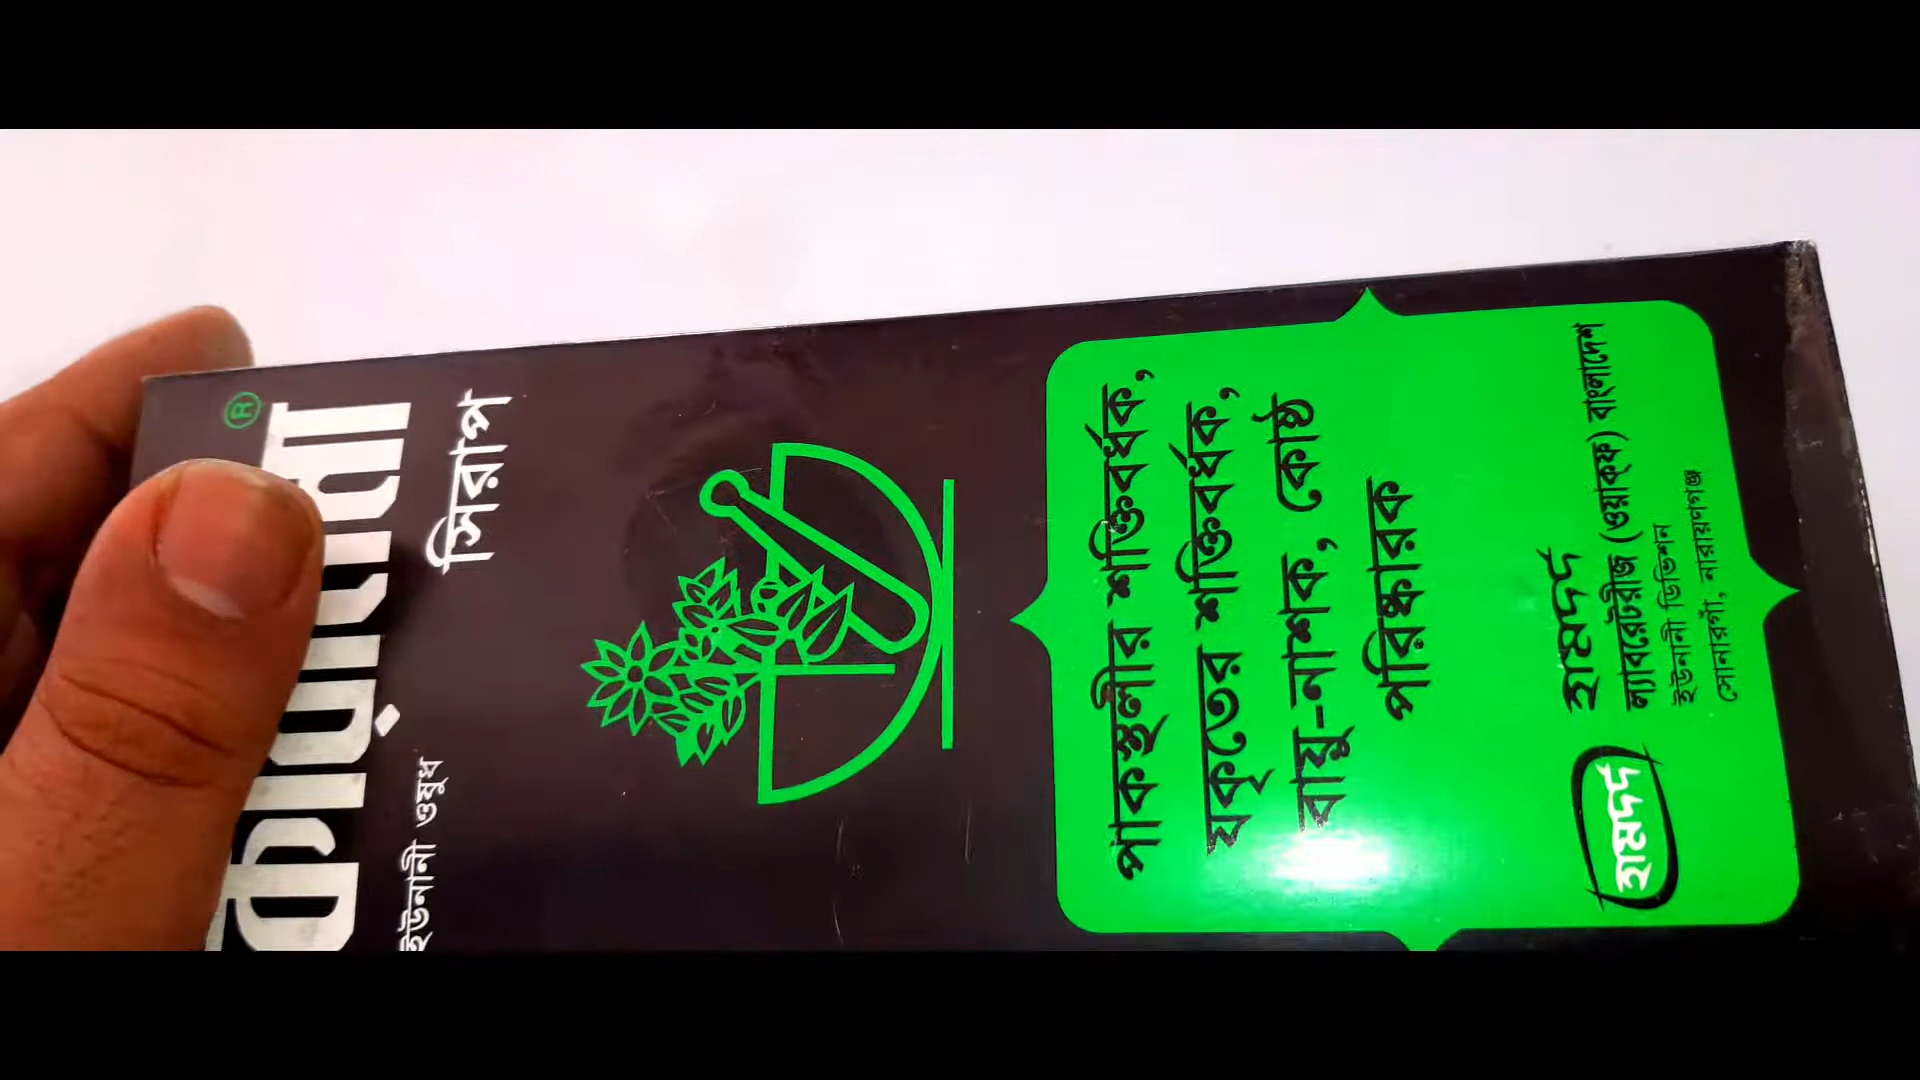 ®
সিরাপ
ইউনানী ওষুধ
পাকস্থলীর শক্তিবর্ধক,
যকৃতের শক্তিবর্ধক,
বায়ু-নাশক, কোষ্ঠ
পরিষ্কারক
হামদর্দ
হামদর্দ
ল্যাবরেটরীজ (ওয়াক্‌ফ) বাংলাদেশ
ইউনানী ডিভিশন
সোনারগাঁ, নারায়ণগঞ্জ